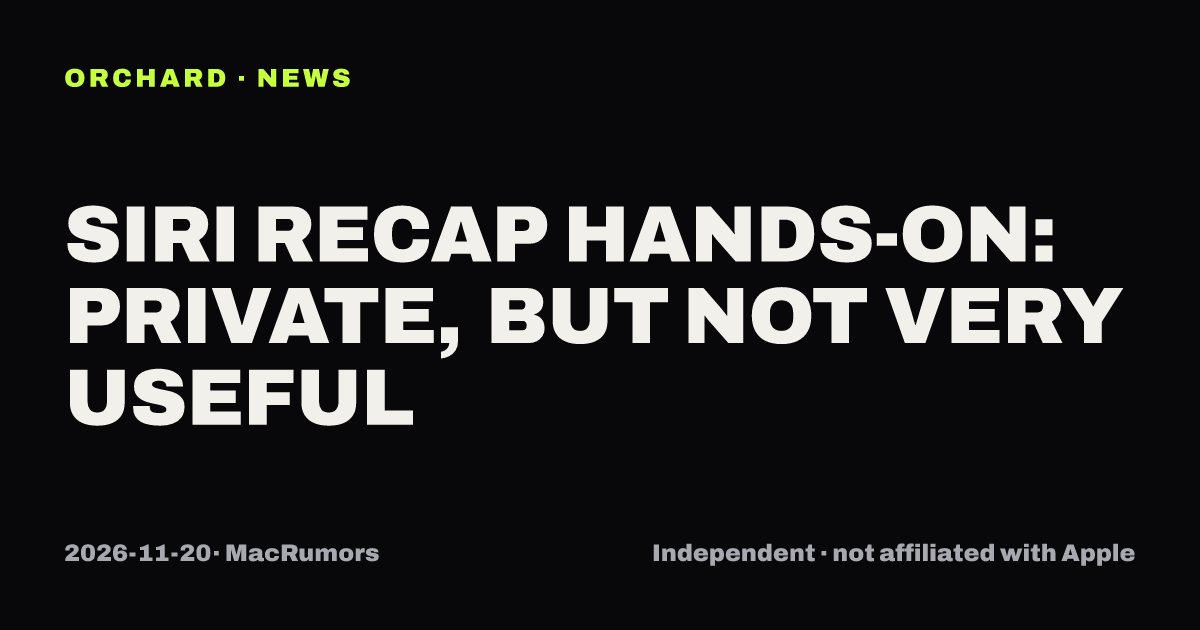 ORCHARD · NEWS
SIRI RECAP HANDS-ON:
PRIVATE, BUT NOT VERY
USEFUL
2026-11-20· MacRumors
Independent · not affiliated with Apple